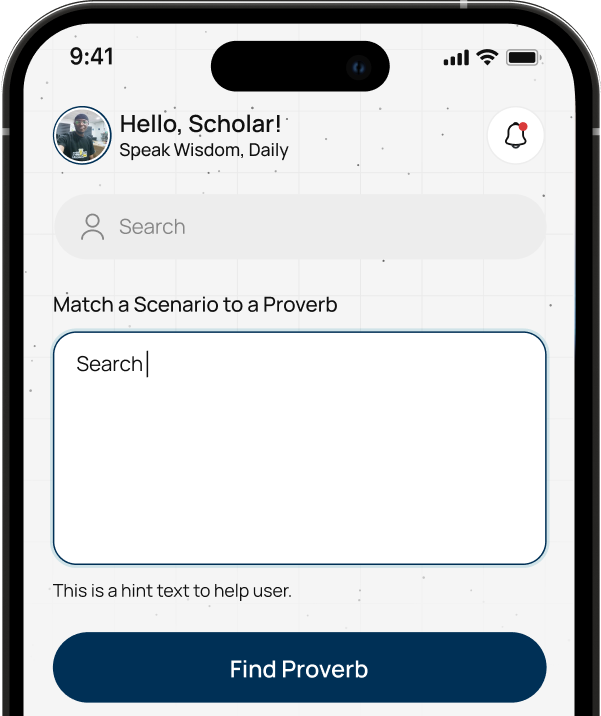 9:41
Hello, Scholar!
Speak Wisdom, Daily
Search
Match a Scenario to a Proverb
Search
This is a hint text to help user.
Find Proverb